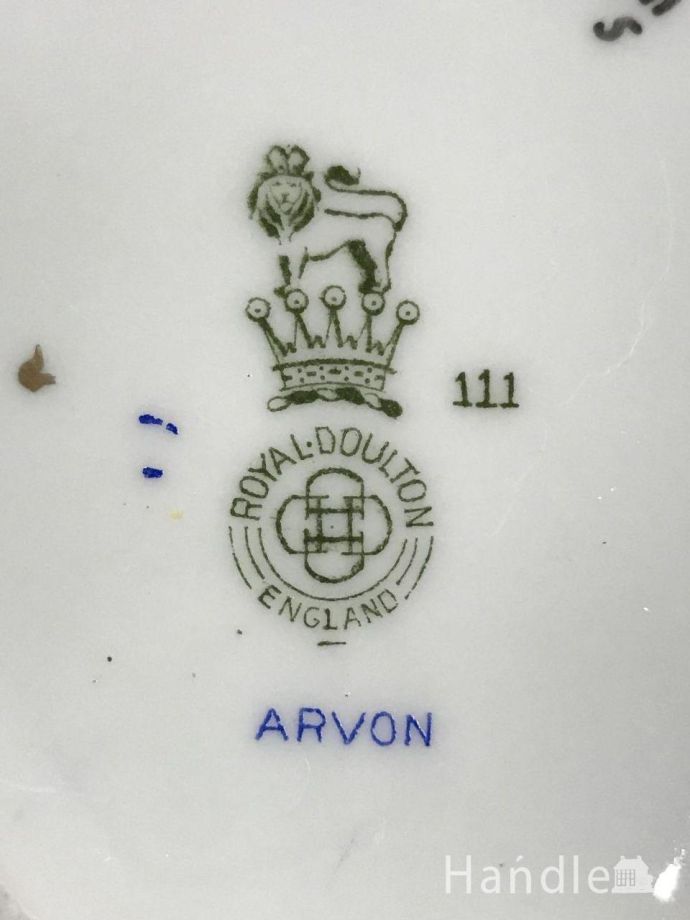 111
ROYAL·DOULTON
ENGLAND
ARVON
Handle